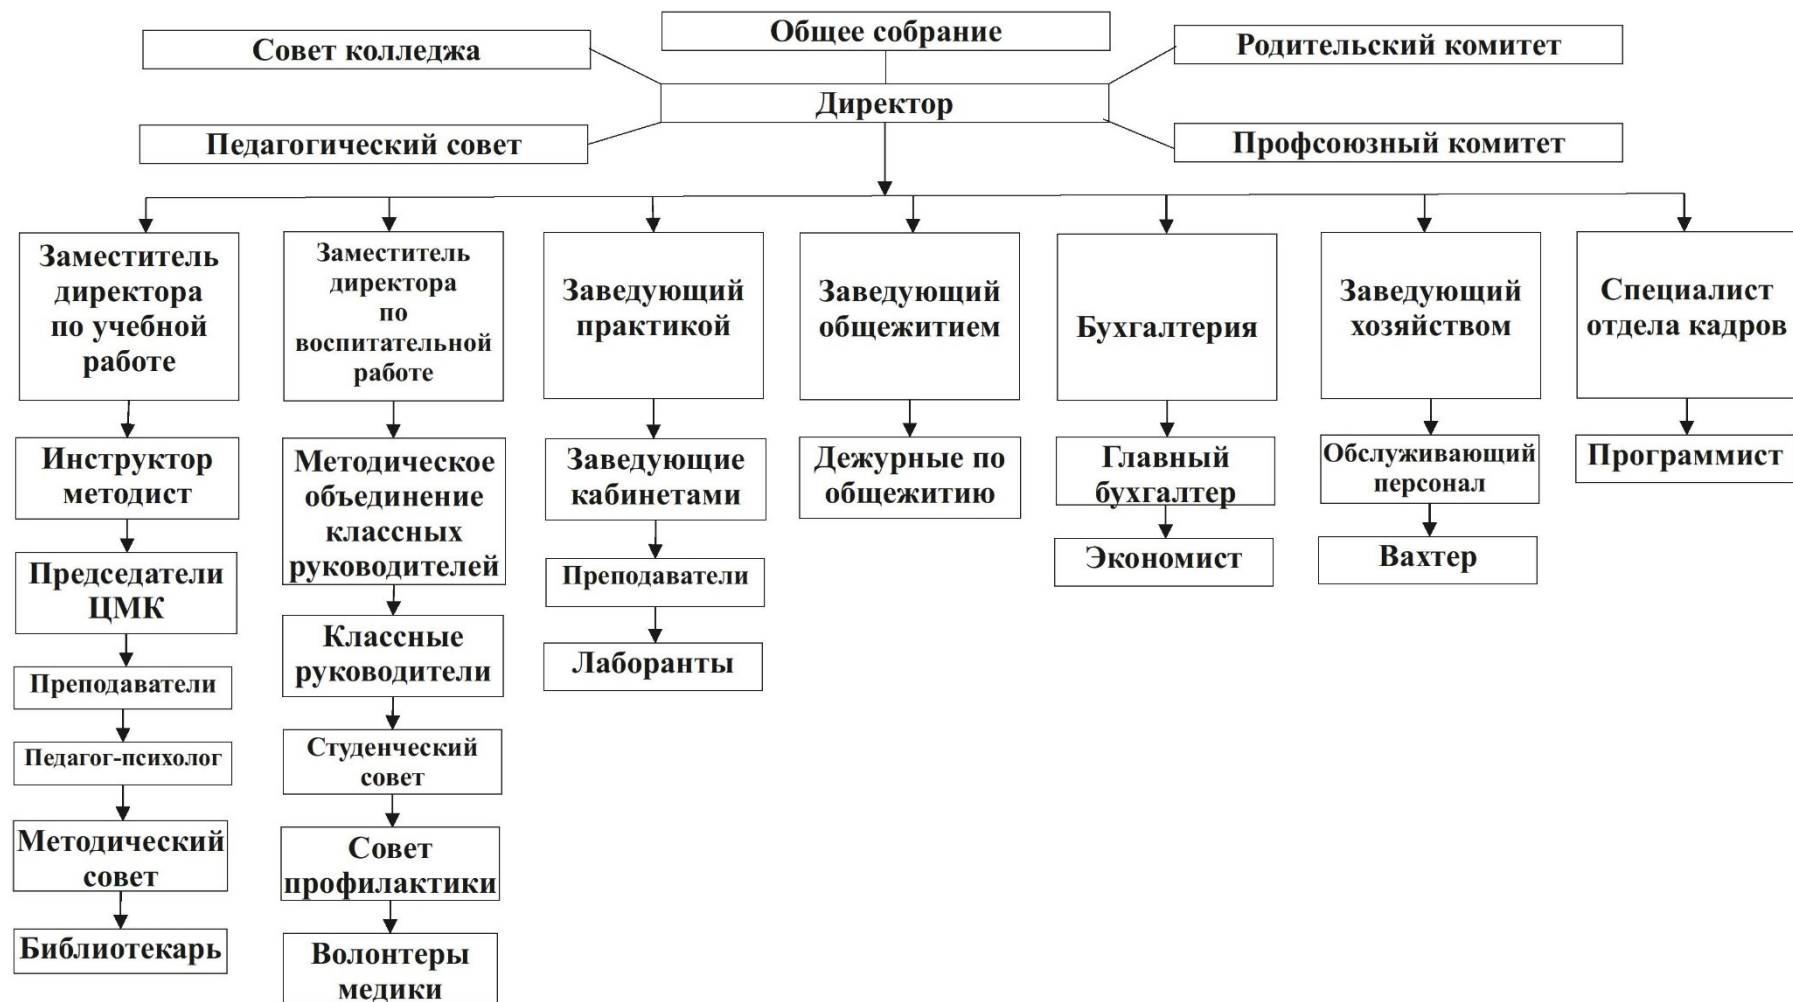 Общее собрание
Совет колледжа
Родительский комитет
Директор
Педагогический совет
Профсоюзный комитет
Заместитель
директора
по учебной
работе
Заместитель
директора
по
воспитательной
работе
Заведующий
практикой
Заведующий
общежитием
Бухгалтерия
Заведующий
хозяйством
Специалист
отдела кадров
Инструктор
методист
Председатели
ЦМК
Преподаватели
Педагог-психолог
Методический
совет
Библиотекарь
Методическое
объединение
классных
руководителей
Классные
руководители
Студенческий
совет
Совет
профилактики
Волонтеры
медики
Заведующие
кабинетами
Преподаватели
Лаборанты
Дежурные по
общежитию
Главный
бухгалтер
Экономист
Обслуживающий
персонал
Вахтер
Программист